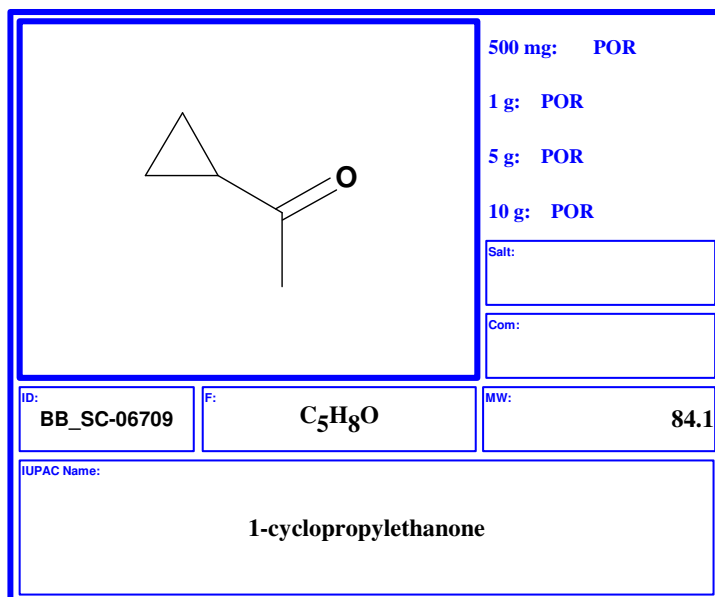 500 mg: POR
1 g: POR
5 g: POR
10 g: POR
O
Salt:
Com:
ID:
BB_SC-06709
F:
C5H8O
MW:
84.1
IUPAC Name:
1-cyclopropylethanone